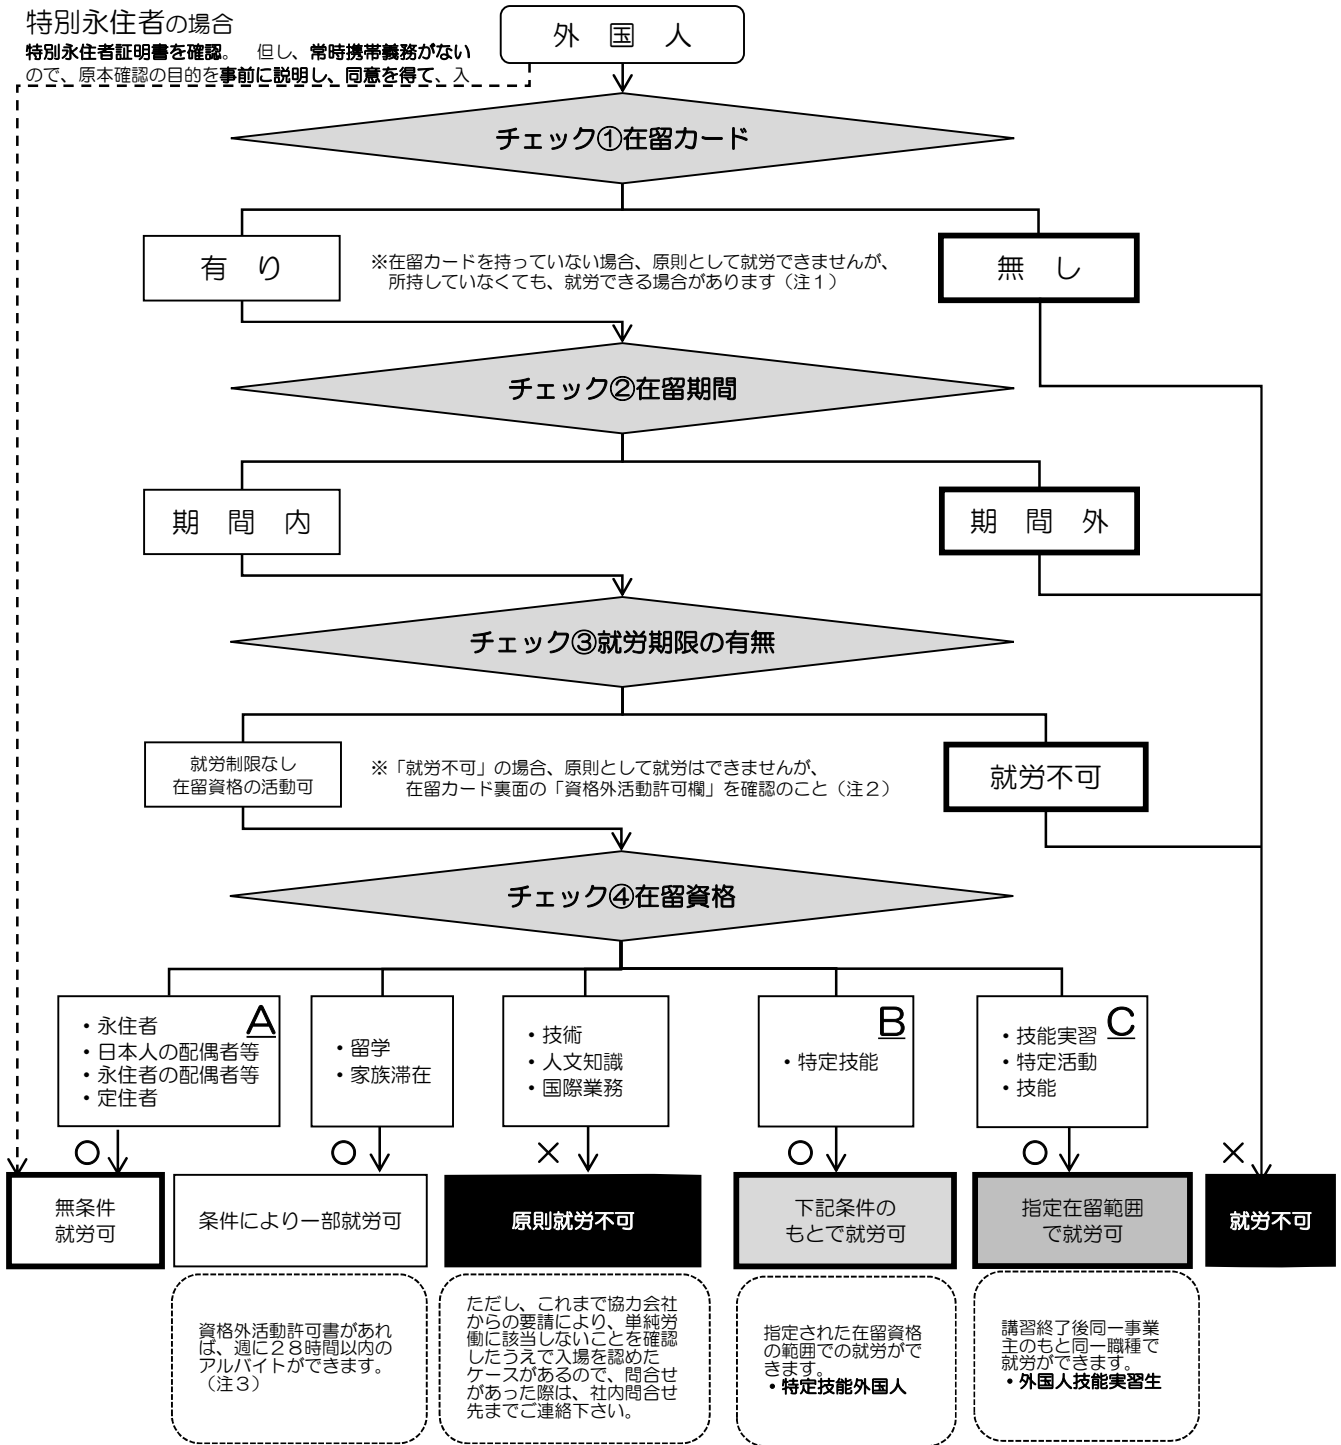 特別永住者の場合
特別永住者証明書を確認。　但し、常時携帯義務がない
ので、原本確認の目的を事前に説明し、同意を得て、入
外　国　人
チェック①在留カード
有　り
※在留カードを持っていない場合、原則として就労できませんが、
所持していなくても、就労できる場合があります（注１）
無　し
チェック②在留期間
期　間　内
期　間　外
チェック③就労期限の有無
就労制限なし
在留資格の活動可
※「就労不可」の場合、原則として就労はできませんが、
在留カード裏面の「資格外活動許可欄」を確認のこと（注２）
就労不可
チェック④在留資格
A
・永住者
・日本人の配偶者等
・永住者の配偶者等
・定住者
・留学
・家族滞在
・技術
・人文知識
・国際業務
B
・特定技能
C
・技能実習
・特定活動
・技能
○
○
×
○
○
×
無条件
就労可
条件により一部就労可
原則就労不可
下記条件の
もとで就労可
指定在留範囲
で就労可
就労不可
資格外活動許可書があれ
ば、週に２８時間以内の
アルバイトができます。
（注３）
ただし、これまで協力会社
からの要請により、単純労
働に該当しないことを確認
したうえで入場を認めた
ケースがあるので、問合せ
があった際は、社内問合せ
先までご連絡下さい。
指定された在留資格
の範囲での就労がで
きます。
・特定技能外国人
講習終了後同一事業
主のもと同一職種で
就労ができます。
・外国人技能実習生